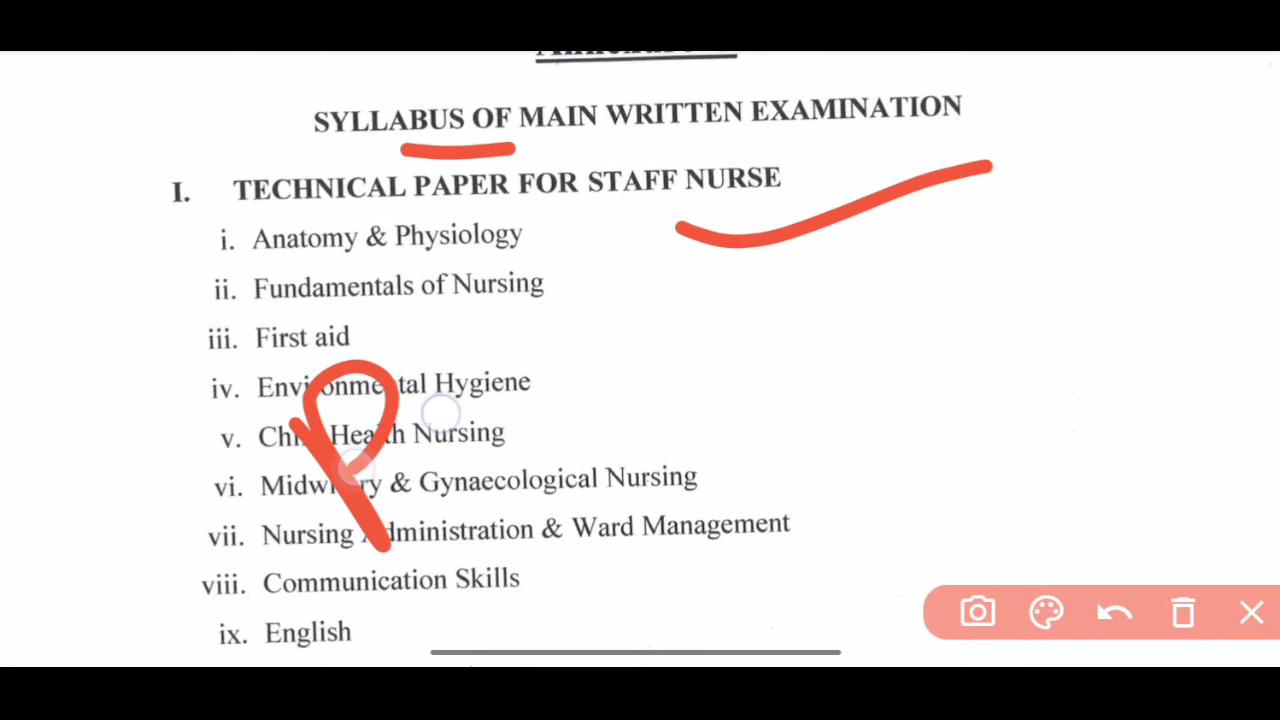 SYLLABUS OF MAIN WRITTEN EXAMINATION
I. TECHNICAL PAPER FOR STAFF NURSE
i. Anatomy & Physiology
ii. Fundamentals of Nursing
iii. First aid
iv. Environmental Hygiene
v. Child Health Nursing
vi. Midwifery & Gynaecological Nursing
vii. Nursing Administration & Ward Management
viii. Communication Skills
ix. English